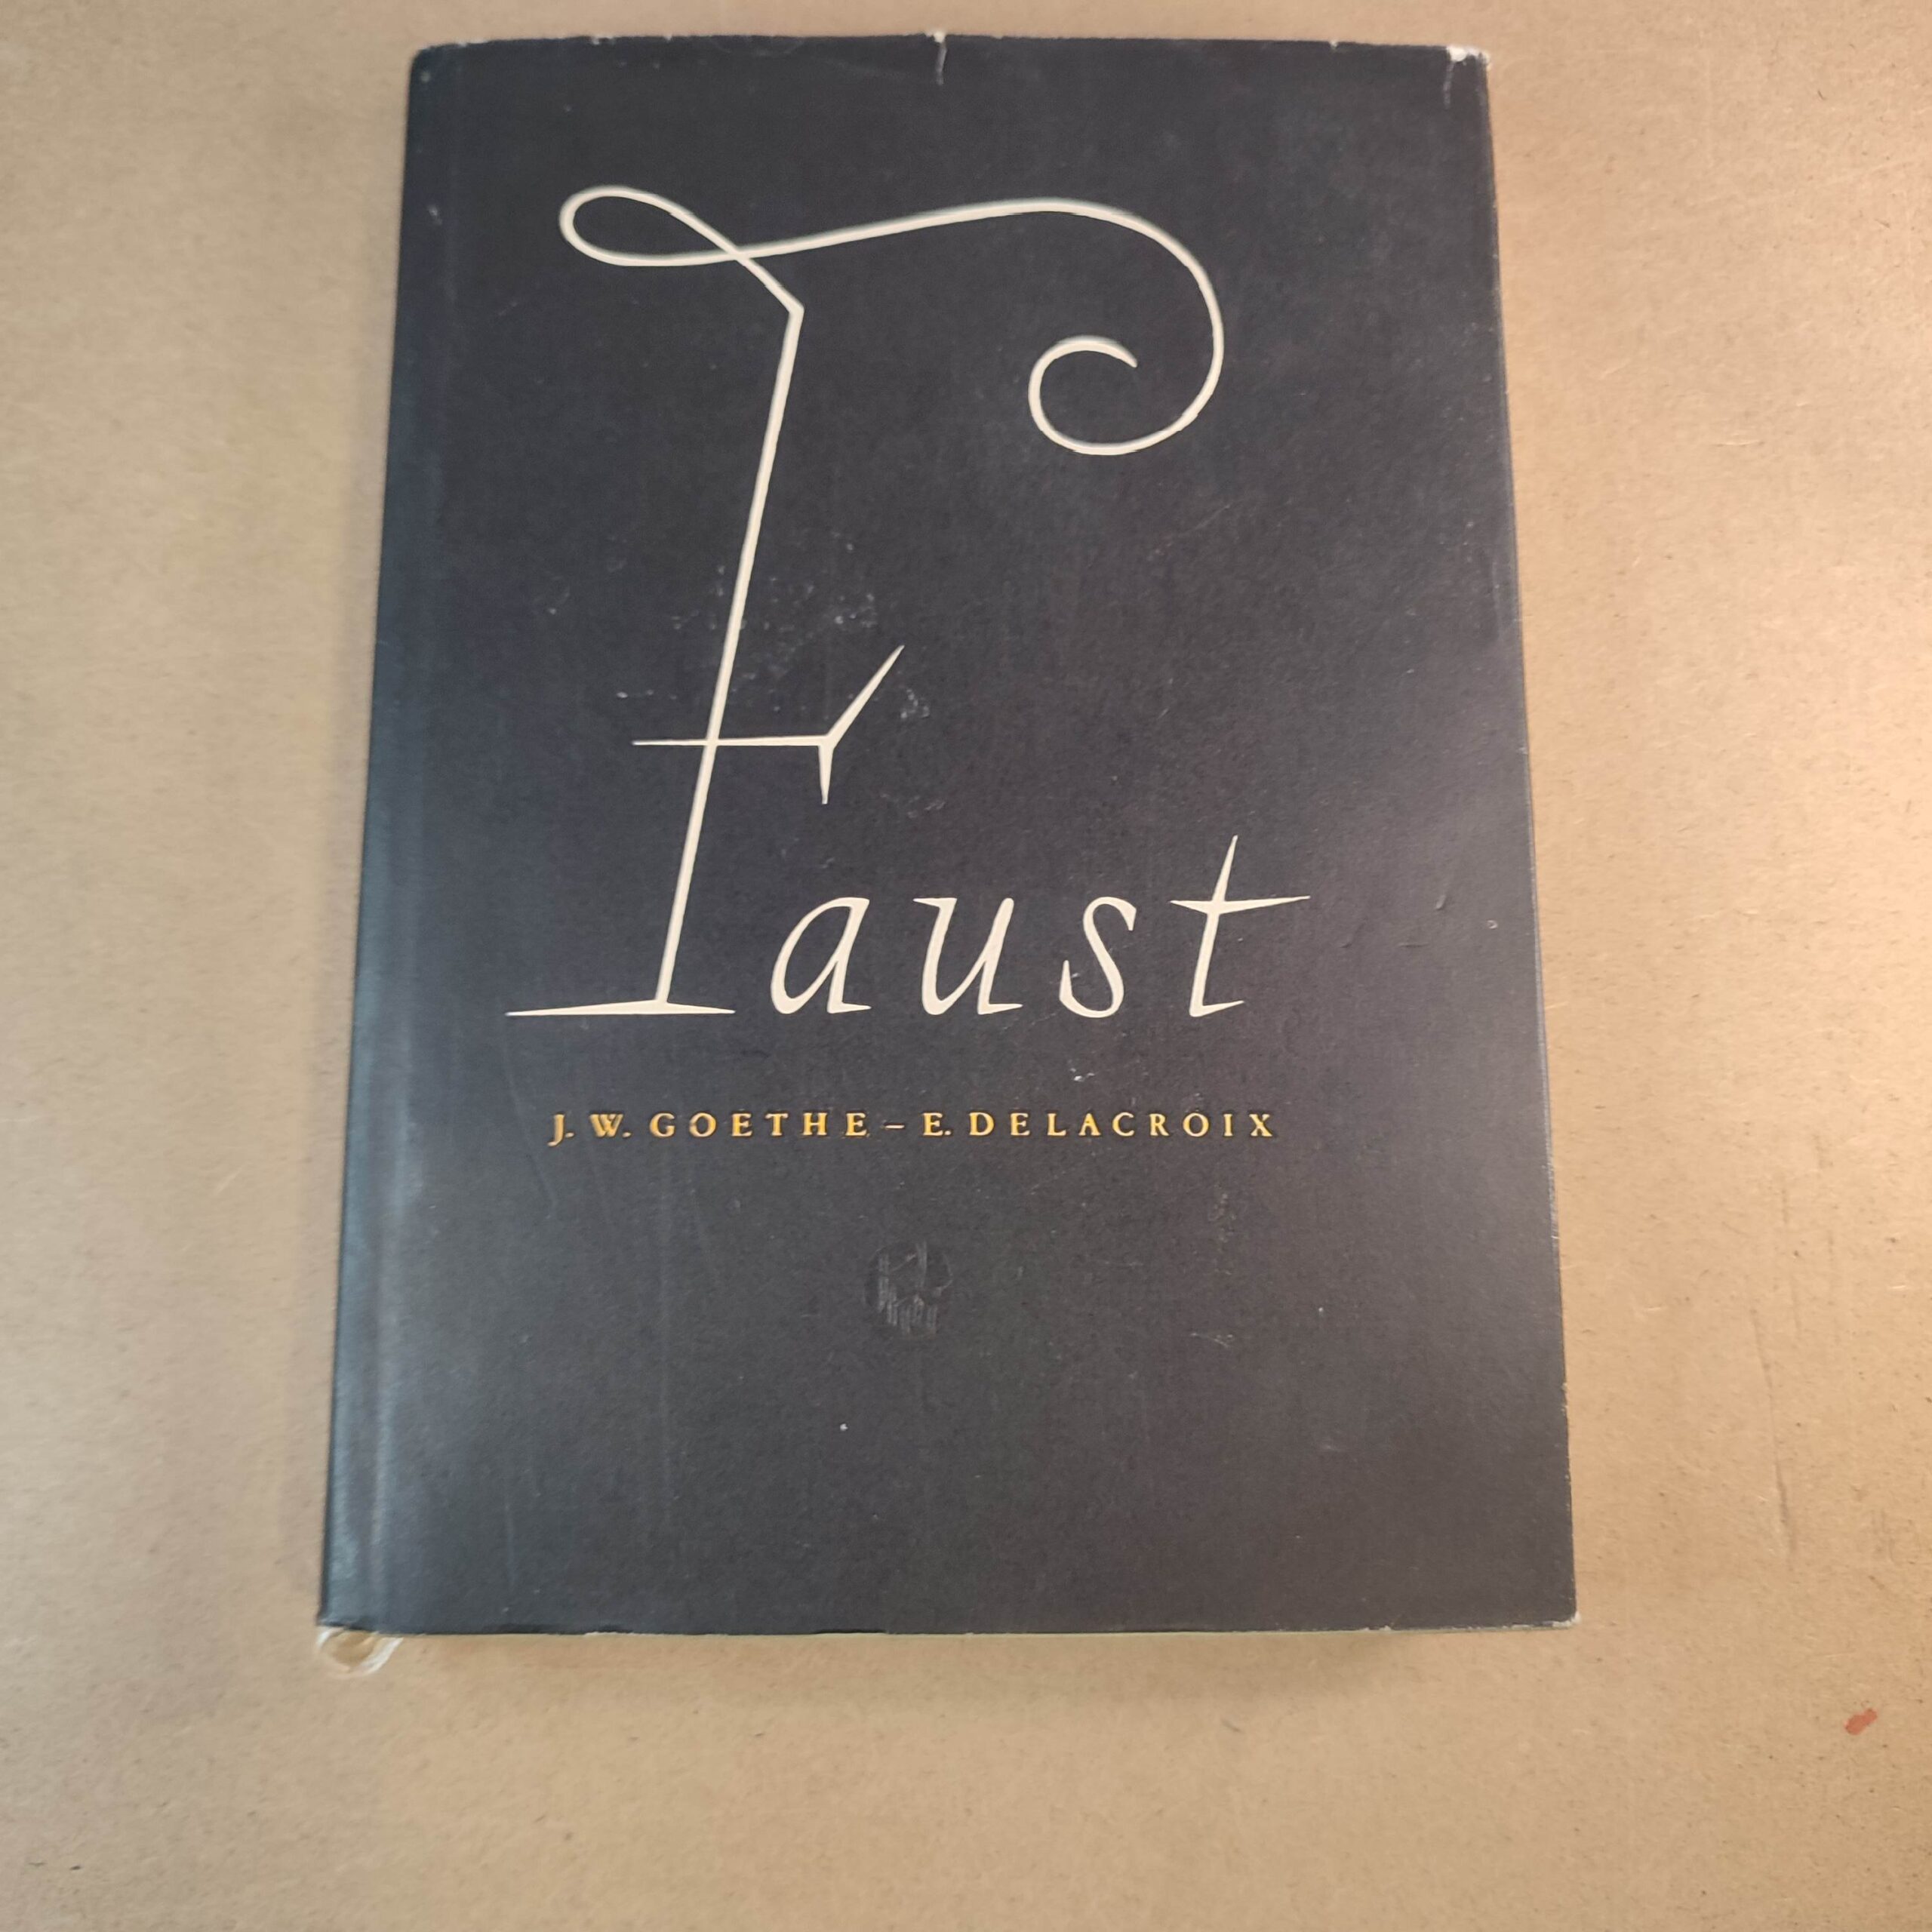 Faust
J. W. GOETHE – E. DELACROIX